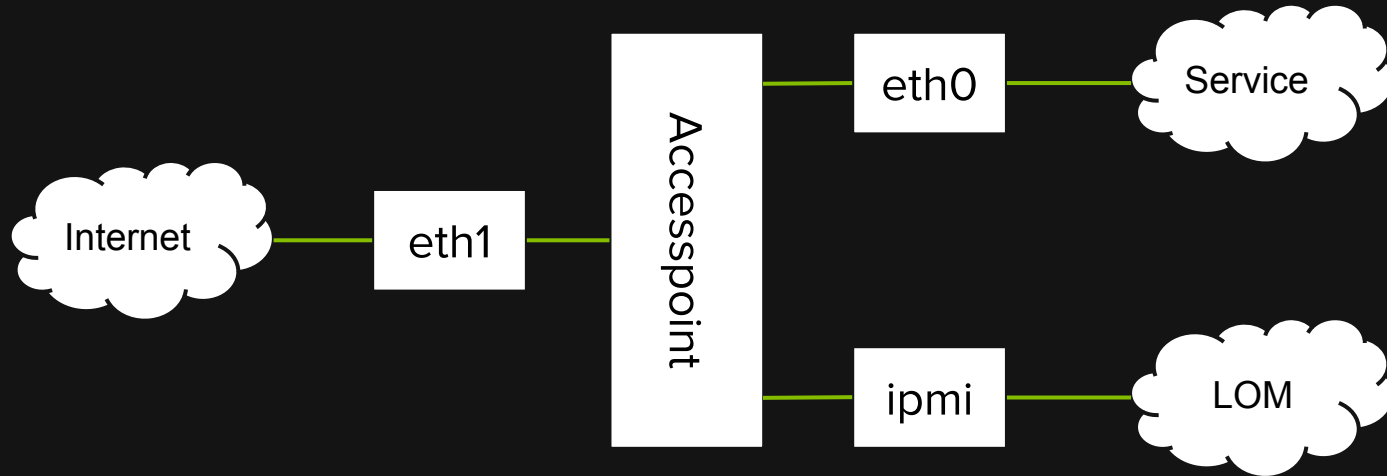 Internet
eth1
Accesspoint
eth0
Service
ipmi
LOM